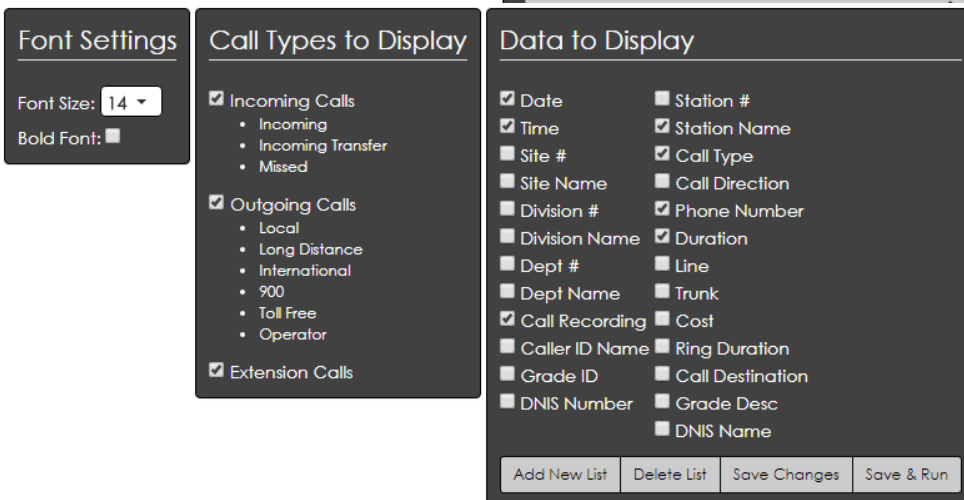 Font Settings
Font Size: 14
Bold Font:
Call Types to Display
Incoming Calls
• Incoming
• Incoming Transfer
• Missed
Outgoing Calls
• Local
• Long Distance
• International
• 900
• Toll Free
• Operator
Extension Calls
Data to Display
Date
Time
Site #
Site Name
Division #
Division Name
Dept #
Dept Name
Call Recording
Caller ID Name
Grade ID
DNIS Number
Station #
Station Name
Call Type
Call Direction
Phone Number
Duration
Line
Trunk
Cost
Ring Duration
Call Destination
Grade Desc
DNIS Name
Add New List
Delete List
Save Changes
Save & Run